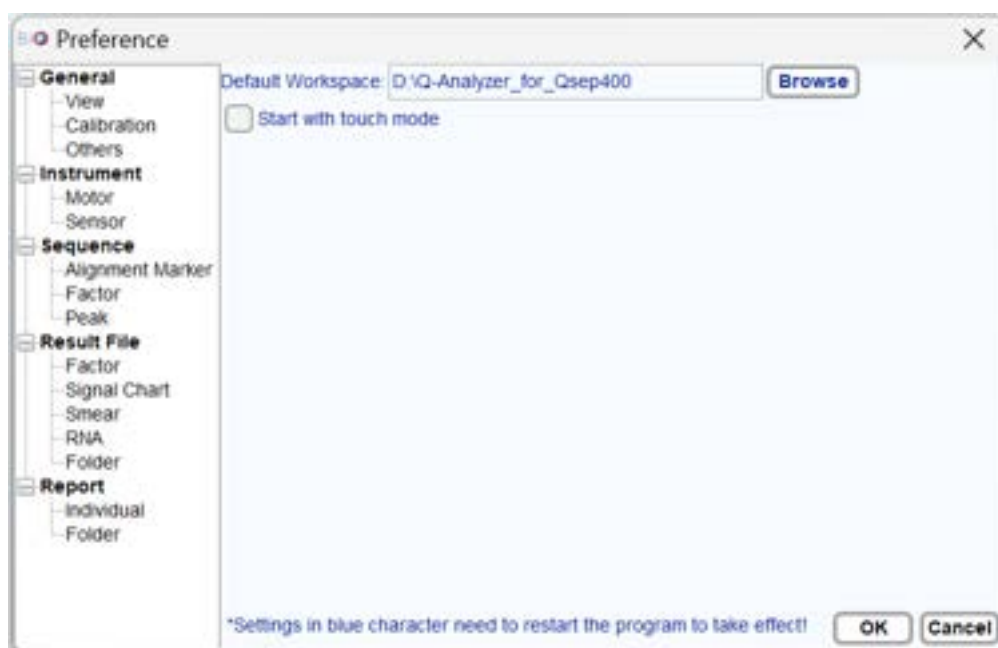 Preference
General
View
Calibration
Others
Instrument
Motor
Sensor
Sequence
Alignment Marker
Factor
Peak
Result File
Factor
Signal Chart
Smear
RNA
Folder
Report
Individual
Folder
Default Workspace: D:\Q-Analyzer_for_Qsep400 Browse
Start with touch mode
*Settings in blue character need to restart the program to take effect!
OK Cancel